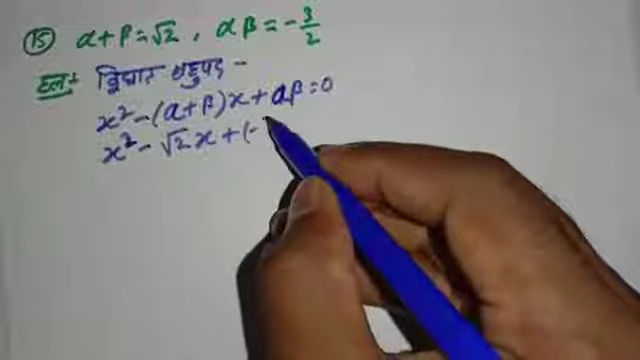 (15) α+β=√2, αβ=-3/2
हल:- द्विघात बहुपद -
x²-(α+β)x+αβ=0
x²-√2x+(-